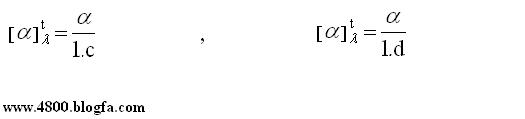 [α]ᵗ_λ = α / l.c , [α]ᵗ_λ = α / l.d
www.4800.blogfa.com